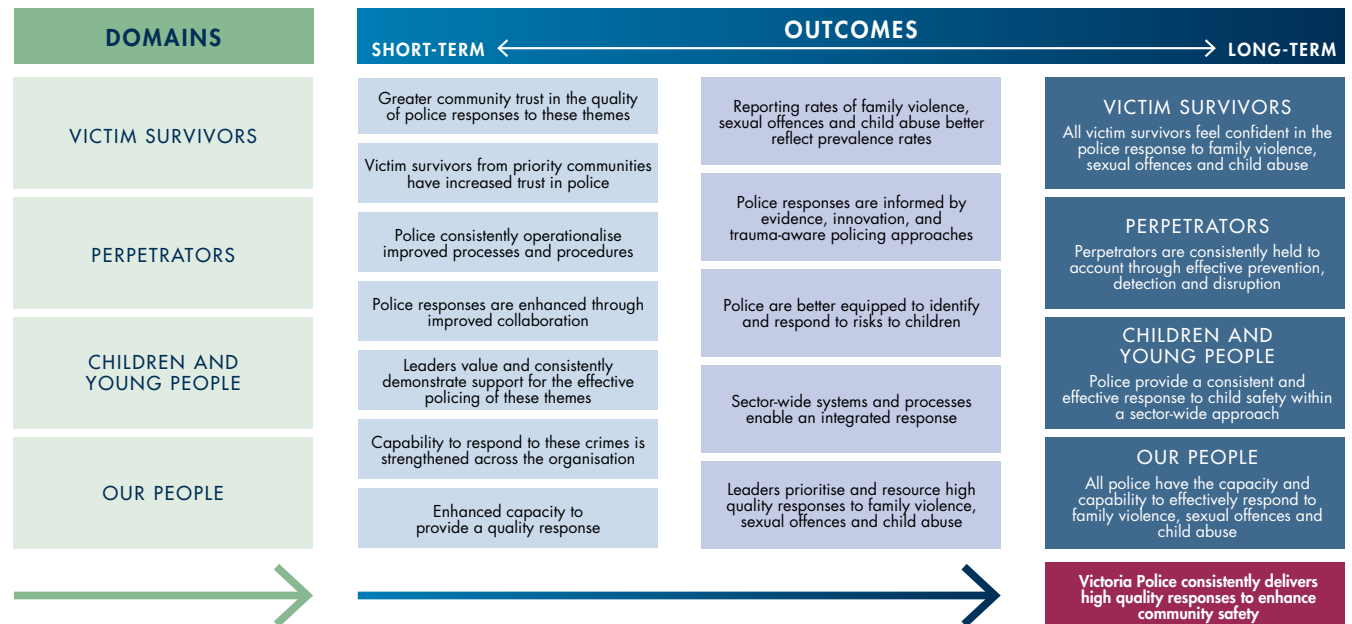 DOMAINS
VICTIM SURVIVORS
PERPETRATORS
CHILDREN AND
YOUNG PEOPLE
OUR PEOPLE
OUTCOMES
SHORT-TERM
LONG-TERM
Greater community trust in the quality
of police responses to these themes
Victim survivors from priority communities
have increased trust in police
Police consistently operationalise
improved processes and procedures
Police responses are enhanced through
improved collaboration
Leaders value and consistently
demonstrate support for the effective
policing of these themes
Capability to respond to these crimes is
strengthened across the organisation
Enhanced capacity to
provide a quality response
Reporting rates of family violence,
sexual offences and child abuse better
reflect prevalence rates
Police responses are informed by
evidence, innovation, and
trauma-aware policing approaches
Police are better equipped to identify
and respond to risks to children
Sector-wide systems and processes
enable an integrated response
Leaders prioritise and resource high
quality responses to family violence,
sexual offences and child abuse
VICTIM SURVIVORS
All victim survivors feel confident in the
police response to family violence,
sexual offences and child abuse
PERPETRATORS
Perpetrators are consistently held to
account through effective prevention,
detection and disruption
CHILDREN AND
YOUNG PEOPLE
Police provide a consistent and
effective response to child safety within
a sector-wide approach
OUR PEOPLE
All police have the capacity and
capability to effectively respond to
family violence, sexual offences and
child abuse
Victoria Police consistently delivers
high quality responses to enhance
community safety